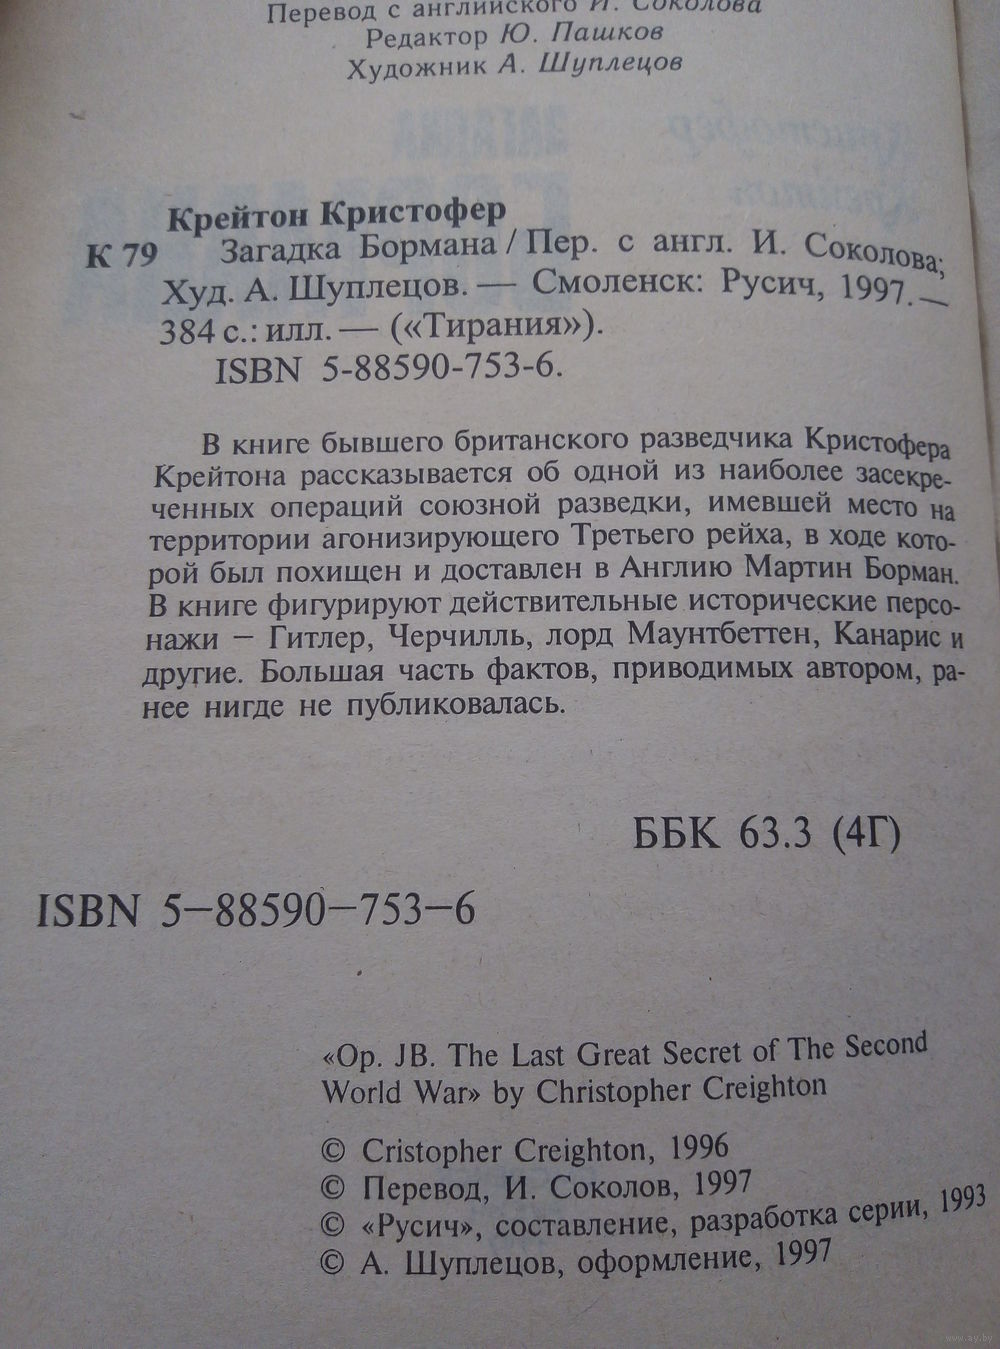 Перевод с английского И. Соколова
Редактор Ю. Пашков
Художник А. Шуплецов
Крейтон Кристофер
К 79 Загадка Бормана / Пер. с англ. И. Соколова;
Худ. А. Шуплецов. — Смоленск: Русич, 1997. —
384 с.: илл. — («Тирания»).
ISBN 5-88590-753-6.
В книге бывшего британского разведчика Кристофера
Крейтона рассказывается об одной из наиболее засекре-
ченных операций союзной разведки, имевшей место на
территории агонизирующего Третьего рейха, в ходе кото-
рой был похищен и доставлен в Англию Мартин Борман.
В книге фигурируют действительные исторические персо-
нажи – Гитлер, Черчилль, лорд Маунтбеттен, Канарис и
другие. Большая часть фактов, приводимых автором, ра-
нее нигде не публиковалась.
ББК 63.3 (4Г)
ISBN 5–88590–753–6
«Op. JB. The Last Great Secret of The Second
World War» by Christopher Creighton
© Cristopher Creighton, 1996
© Перевод, И. Соколов, 1997
© «Русич», составление, разработка серии, 1993
© А. Шуплецов, оформление, 1997
www.ay.by